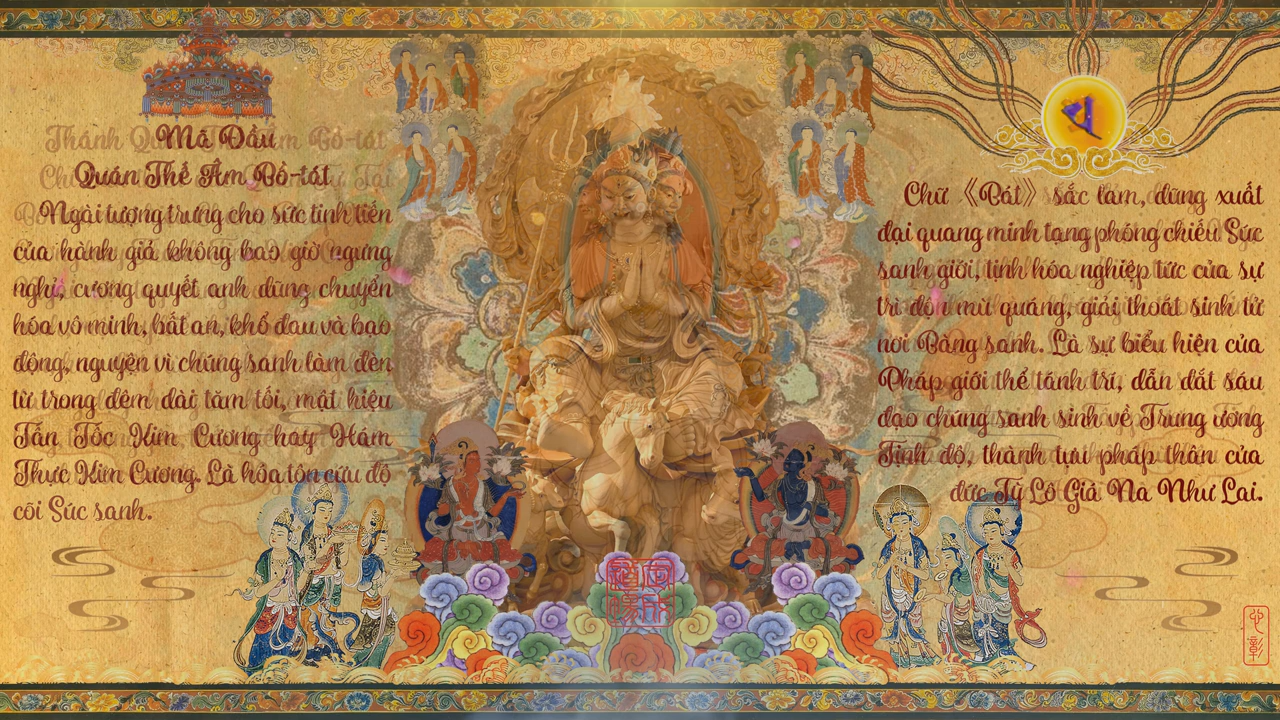 Mã Đầu
Quán Thế Âm Bồ-tát
Ngài tượng trưng cho sức tinh tiến
của hành giả không bao giờ ngưng
nghỉ, cương quyết anh dũng chuyển
hóa vô minh, bất an, khổ đau và bạo
động, nguyện vì chúng sanh làm đèn
từ trong đêm dài tăm tối, mật hiệu
Tấn Tốc Kim Cương hay Hám
Thực Kim Cương. Là hóa tôn cứu độ
cõi Súc sanh.
Chữ 《Bát》 sắc lam, dũng xuất
đại quang minh tạng phóng chiếu Súc
sanh giới, tịnh hóa nghiệp tức của sự
trì độn mù quáng, giải thoát sinh tử
nơi Bàng sanh. Là sự biểu hiện của
Pháp giới thể tánh trí, dẫn dắt sáu
đạo chúng sanh sinh về Trung ương
Tịnh độ, thành tựu pháp thân của
đức Tỳ Lô Giá Na Như Lai.